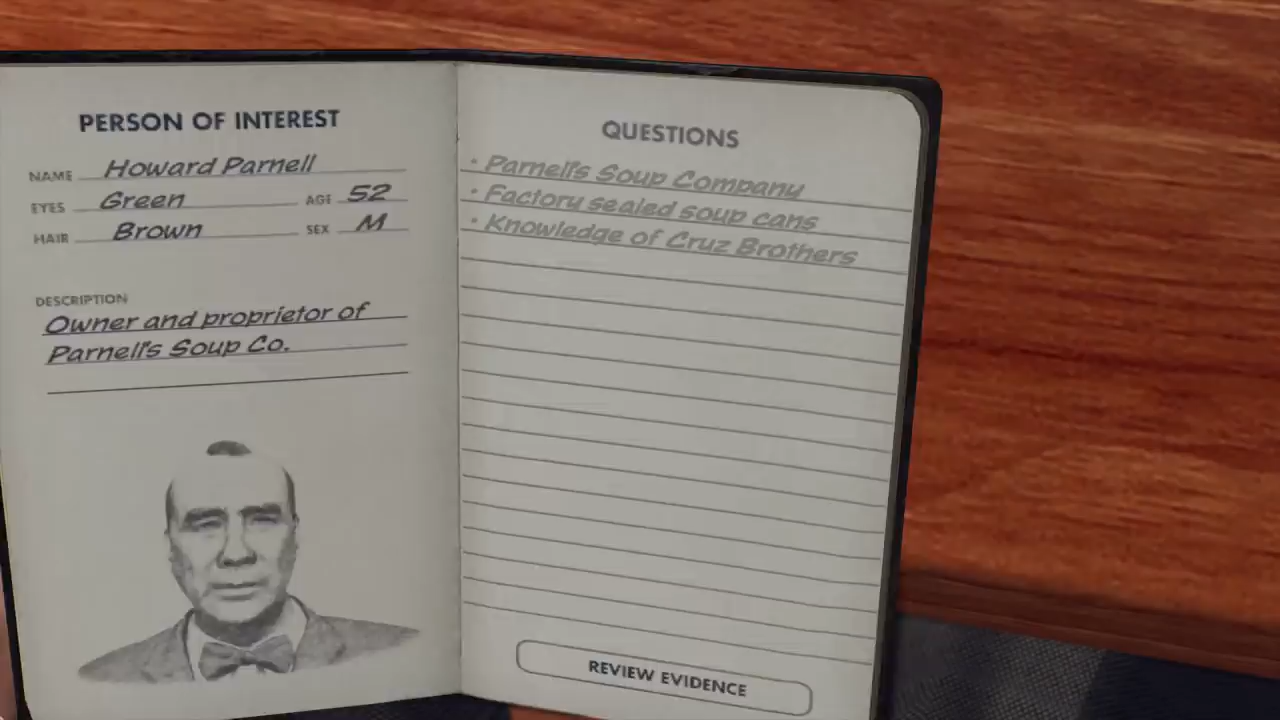 PERSON OF INTEREST
NAME Howard Parnell
EYES Green AGE 52
HAIR Brown SEX M
DESCRIPTION
Owner and proprietor of
Parnell's Soup Co.
QUESTIONS
• Parnell's Soup Company
• Factory sealed soup cans
• Knowledge of Cruz Brothers
REVIEW EVIDENCE